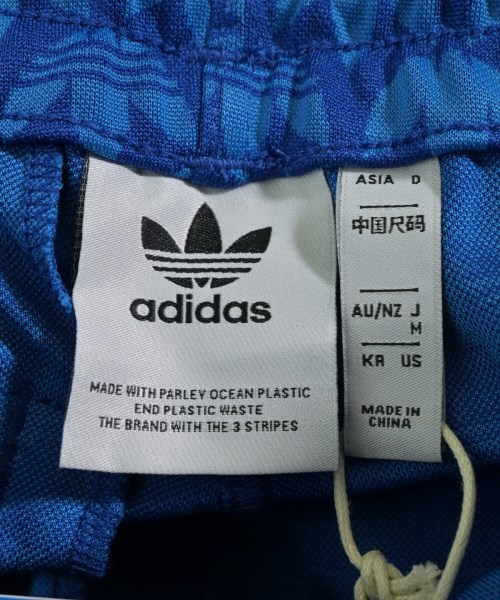 adidas
MADE WITH PARLEY OCEAN PLASTIC
END PLASTIC WASTE
THE BRAND WITH THE 3 STRIPES
ASIA D
中国尺码
AU/NZ J
M
KR US
MADE IN
CHINA